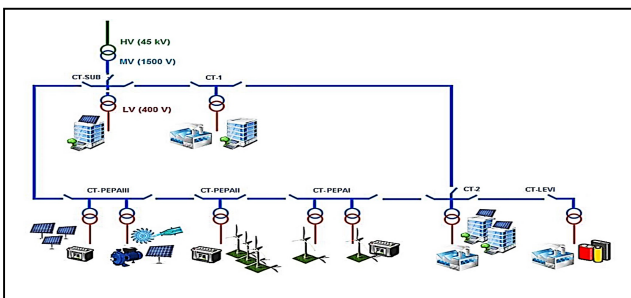 HV (45 kV)
MV (1500 V)
CT-SUB
CT-1
LV (400 V)
CT-PEPAIII
CT-PEPAII
CT-PEPAI
CT-2
CT-LEVI